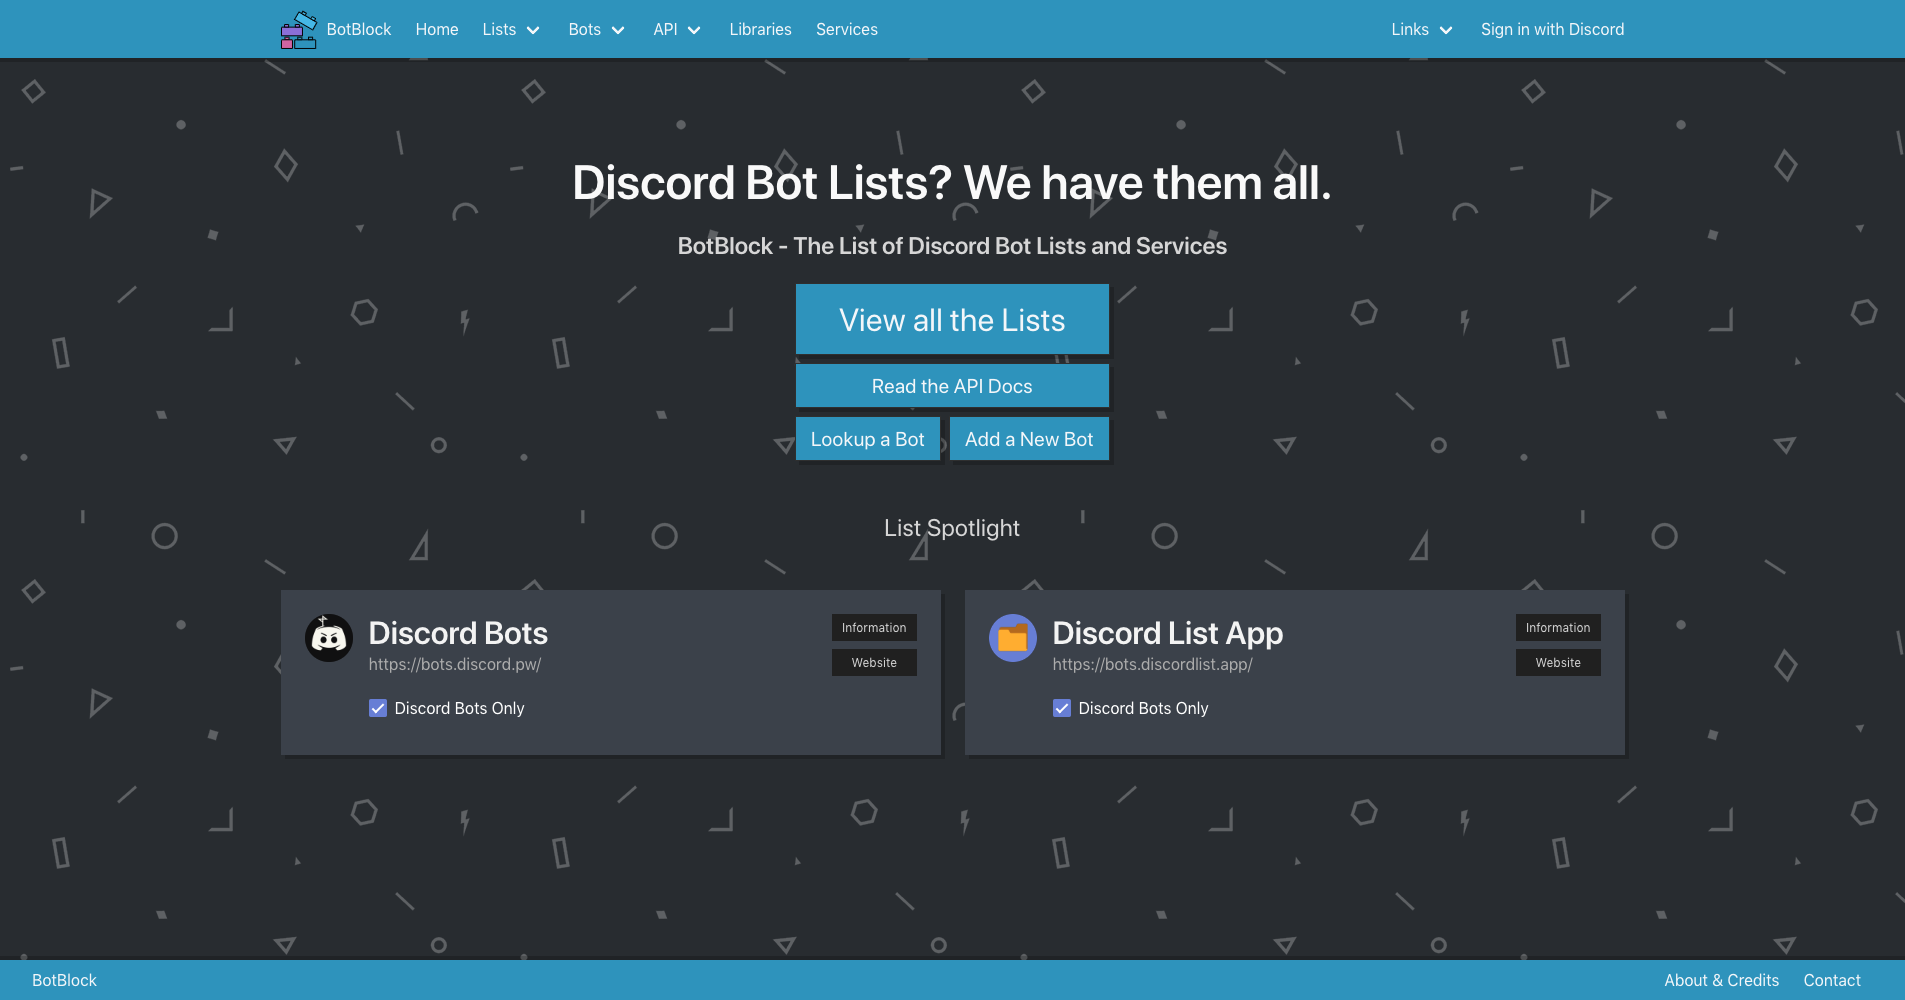 BotBlock Home Lists Bots API Libraries Services Links Sign in with Discord
Discord Bot Lists? We have them all.
BotBlock - The List of Discord Bot Lists and Services
View all the Lists
Read the API Docs
Lookup a Bot Add a New Bot
List Spotlight
Discord Bots
https://bots.discord.pw/
Information
Website
Discord Bots Only
Discord List App
https://bots.discordlist.app/
Information
Website
Discord Bots Only
BotBlock About & Credits Contact